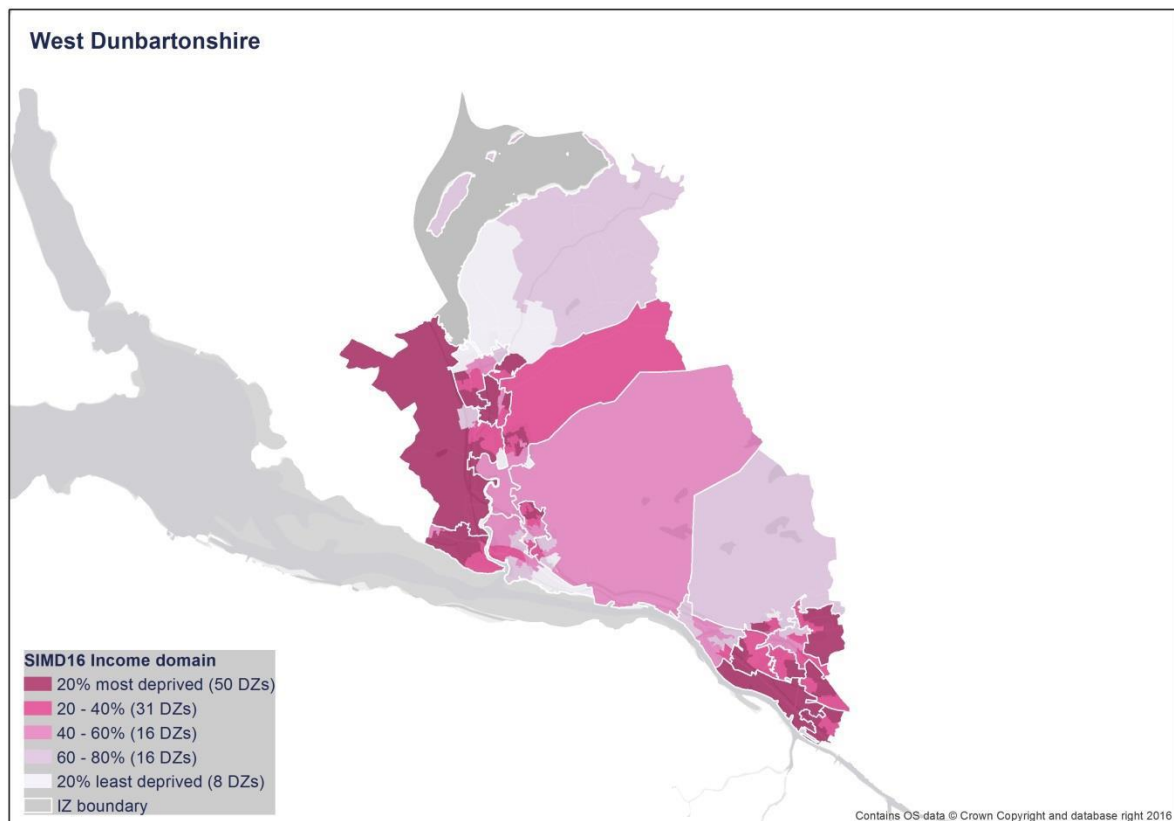 West Dunbartonshire
SIMD16 Income domain
20% most deprived (50 DZs)
20 - 40% (31 DZs)
40 - 60% (16 DZs)
60 - 80% (16 DZs)
20% least deprived (8 DZs)
IZ boundary
Contains OS data © Crown Copyright and database right 2016